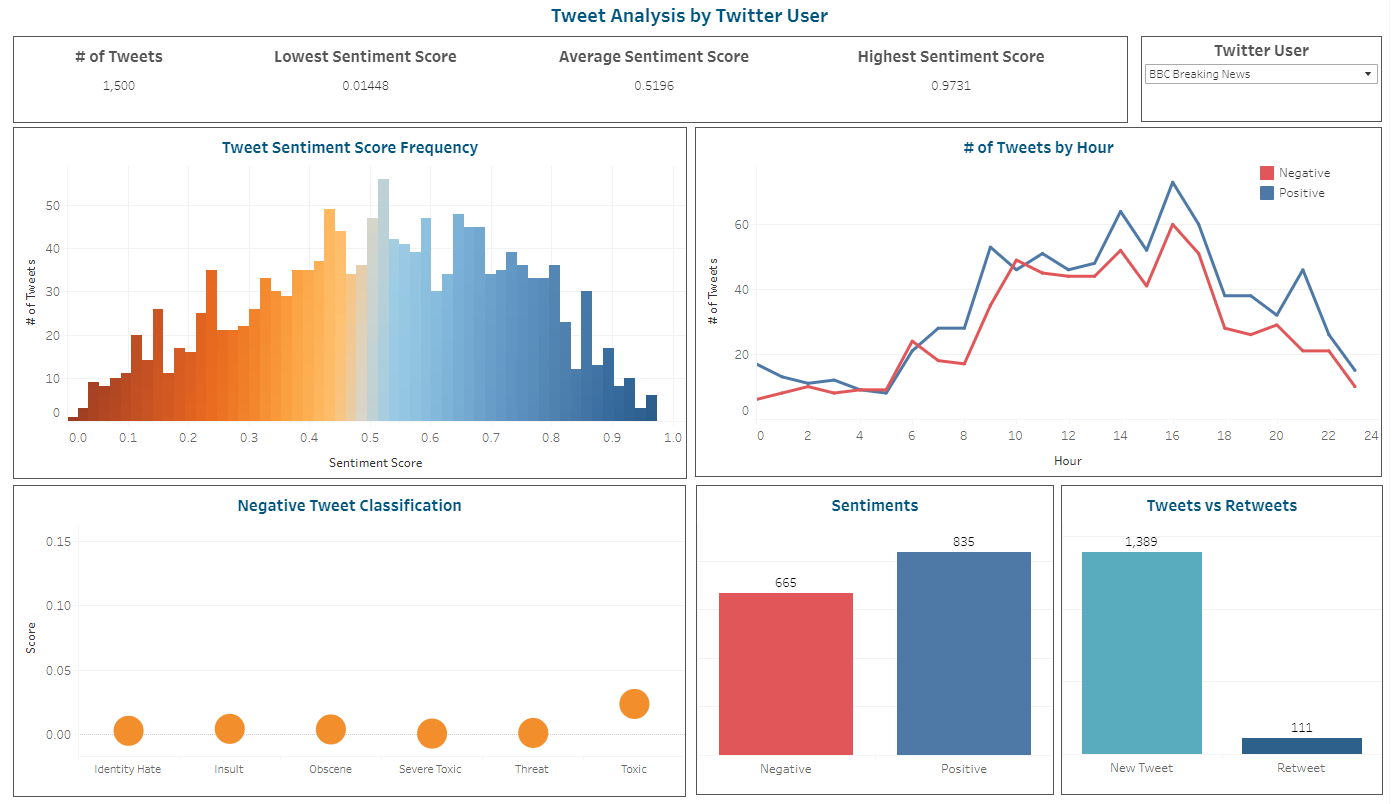 Tweet Analysis by Twitter User
# of Tweets Lowest Sentiment Score Average Sentiment Score Highest Sentiment Score
1,500 0.01448 0.5196 0.9731
Twitter User
BBC Breaking News
Tweet Sentiment Score Frequency
50
40
30
20
10
0
# of Tweets
0.0 0.1 0.2 0.3 0.4 0.5 0.6 0.7 0.8 0.9 1.0
Sentiment Score
# of Tweets by Hour
Negative
Positive
60
40
20
0
# of Tweets
0 2 4 6 8 10 12 14 16 18 20 22 24
Hour
Negative Tweet Classification
0.15
0.10
0.05
0.00
Score
Identity Hate Insult Obscene Severe Toxic Threat Toxic
Sentiments
835
665
Negative Positive
Tweets vs Retweets
1,389
111
New Tweet Retweet